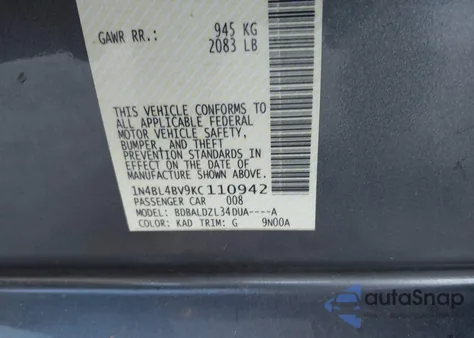 GAWR RR.: 945 KG
2083 LB
THIS VEHICLE CONFORMS TO
ALL APPLICABLE FEDERAL
MOTOR VEHICLE SAFETY,
BUMPER, AND THEFT
PREVENTION STANDARDS IN
EFFECT ON THE DATE OF
MANUFACTURE SHOWN ABOVE.
1N4BL4BV9KC110942
PASSENGER CAR 008
MODEL: BDBALDZL34DUA----A
COLOR: KAD TRIM: G 9N00A
autoSnap